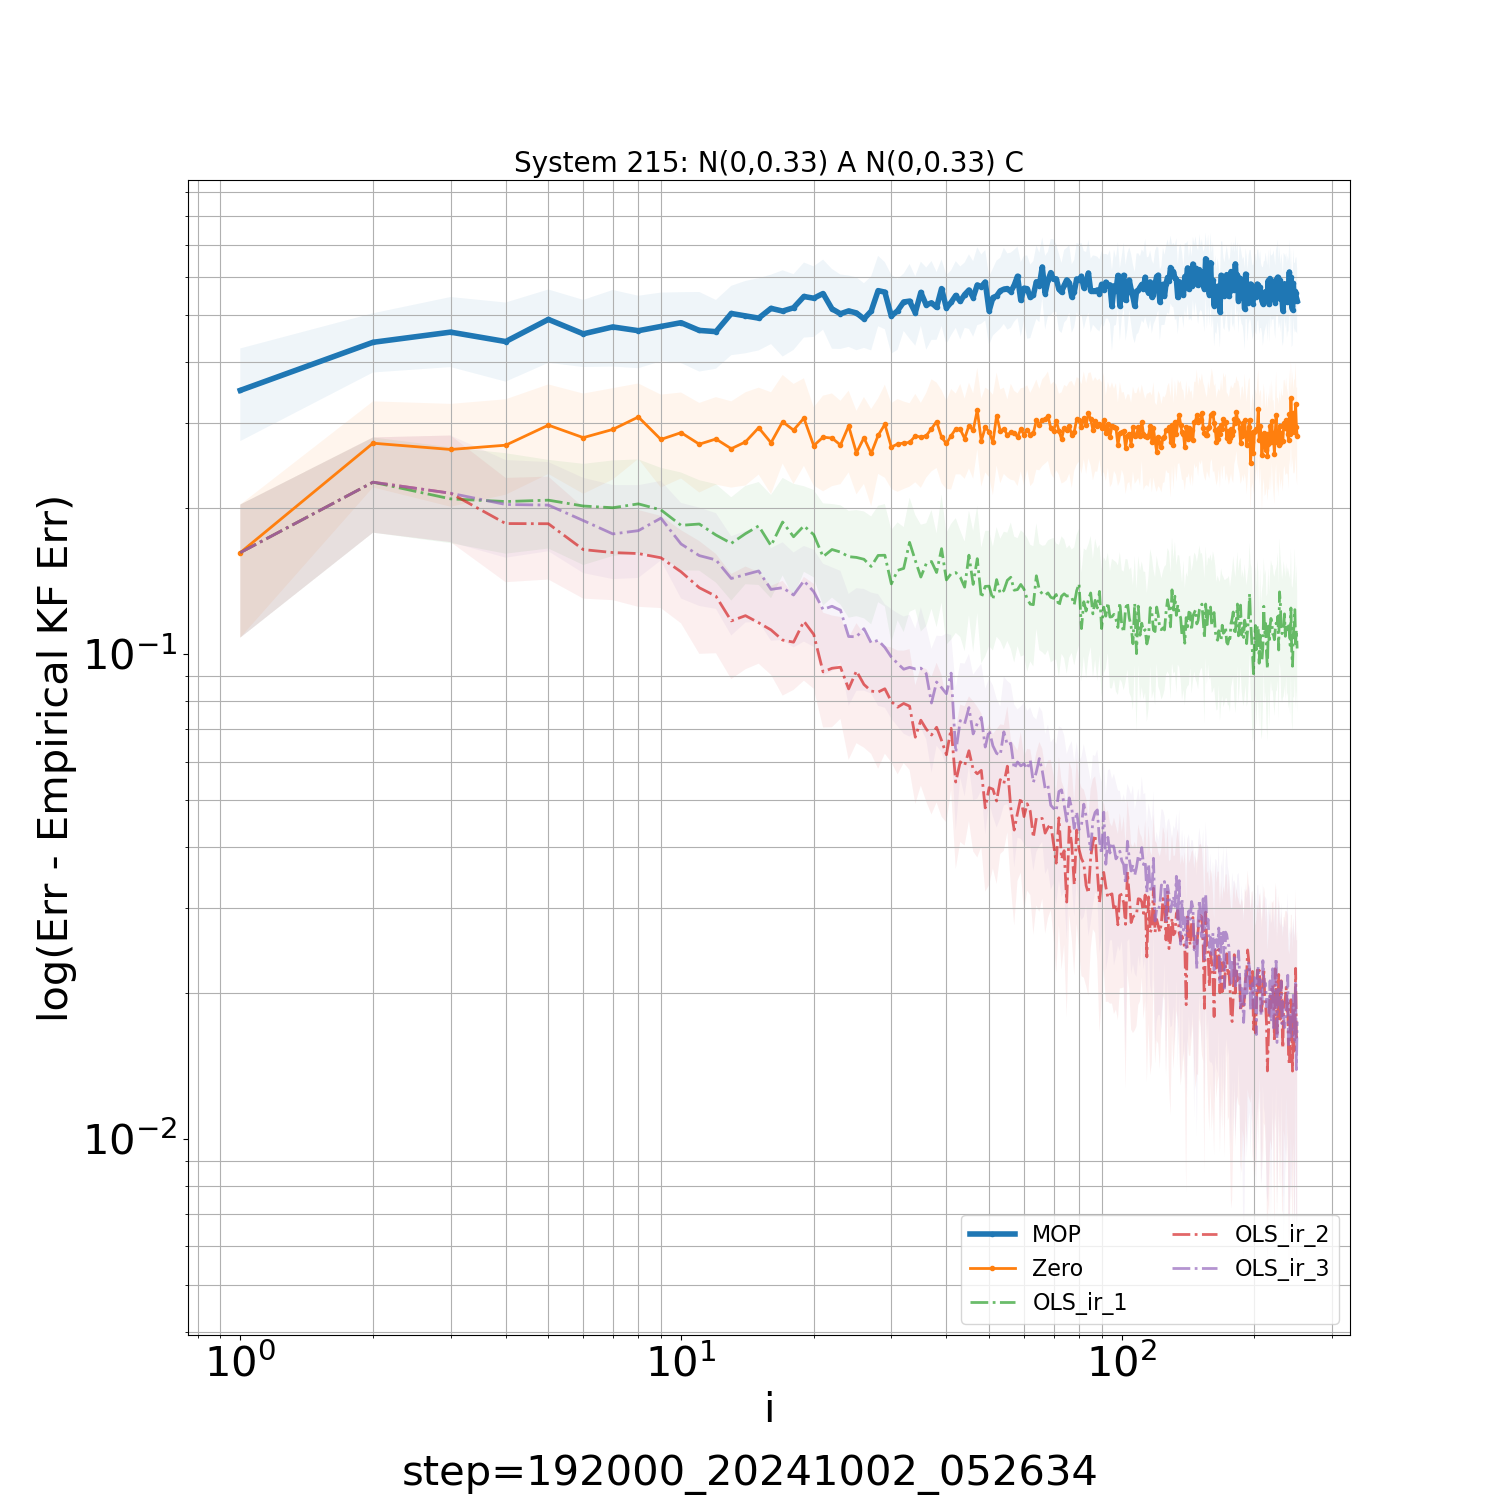 System 215: N(0,0.33) A N(0,0.33) C
log(Err - Empirical KF Err)
10⁻¹
10⁻²
10⁰ 10¹ 10²
i
MOP
Zero
OLS_ir_1
OLS_ir_2
OLS_ir_3
step=192000_20241002_052634